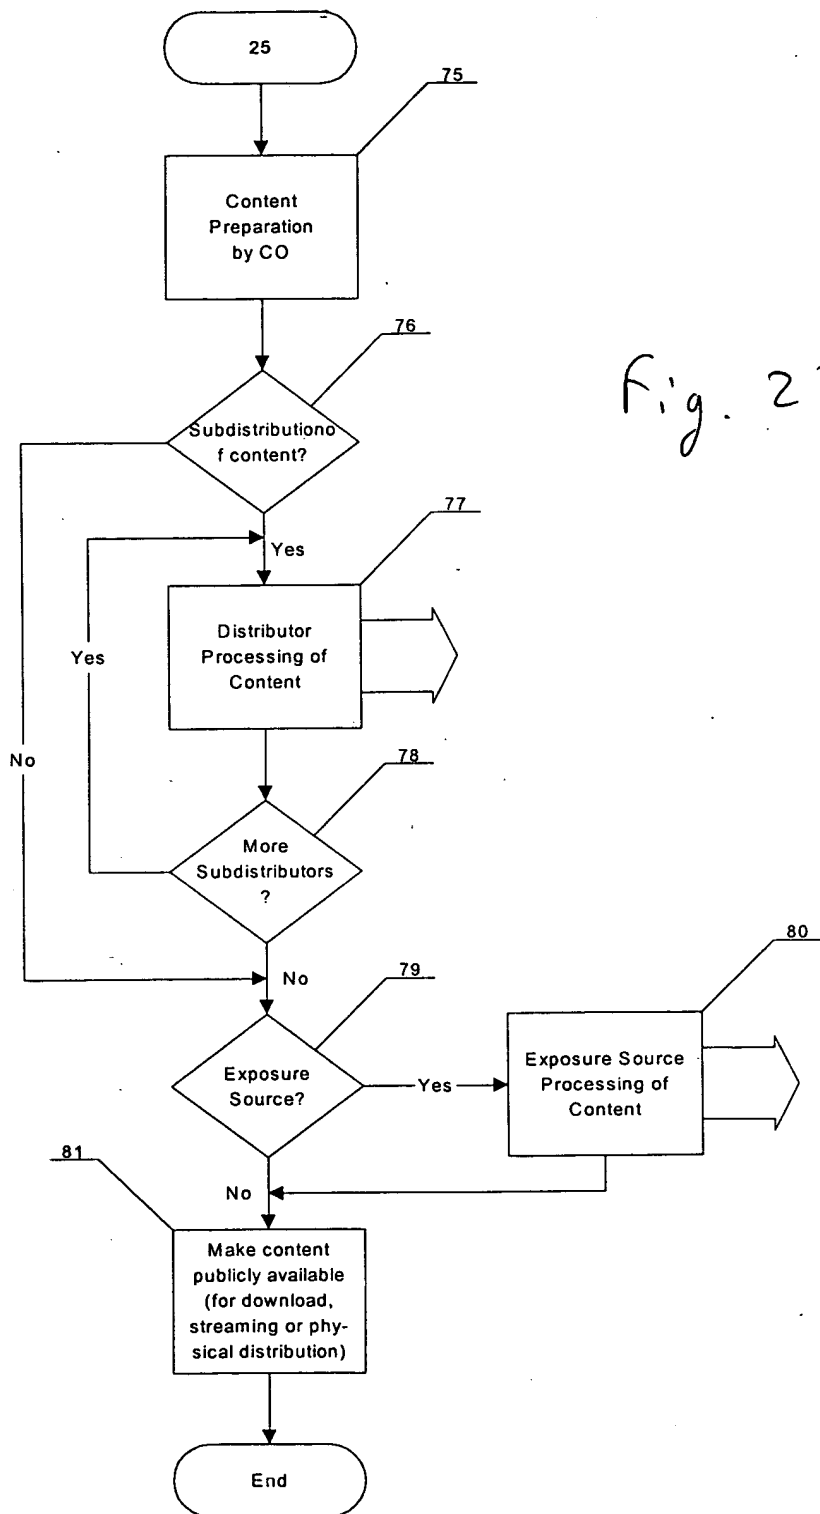 25
75
Content
Preparation
by CO
76
Subdistributiono
f content?
Fig. 2
77
Yes
Distributor
Processing of
Content
Yes
No
78
More
Subdistributors
?
80
No
79
Exposure
Source?
Yes
Exposure Source
Processing of
Content
81
No
Make content
publicly available
(for download,
streaming or phy-
sical distribution)
End